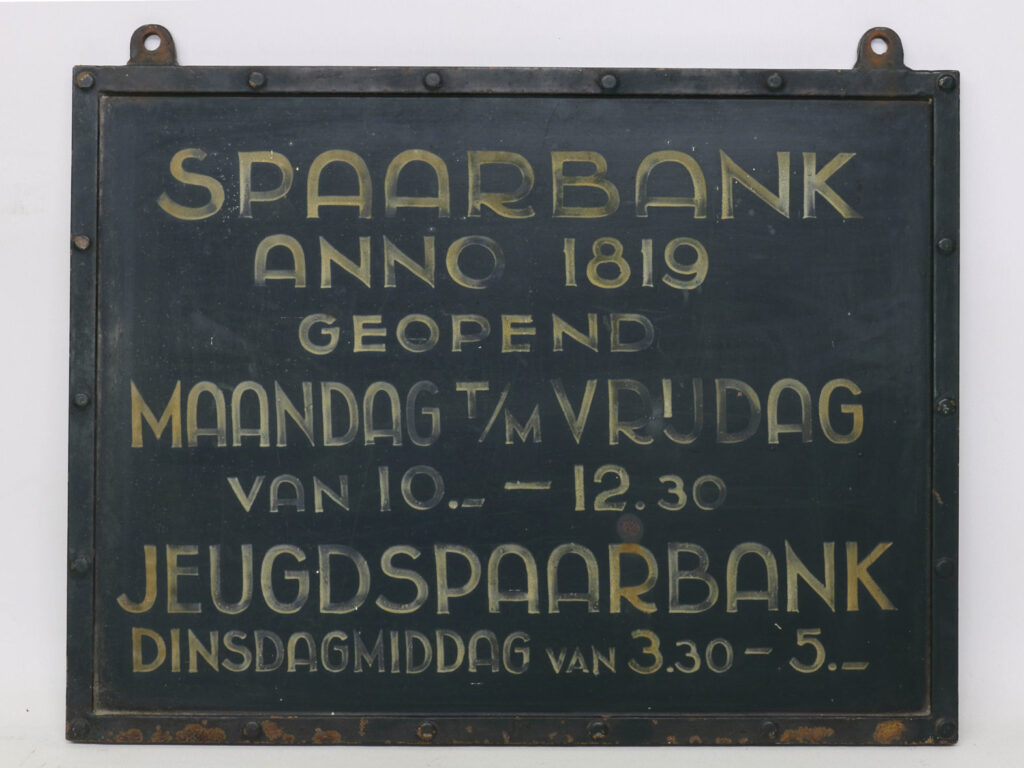 SPAARBANK
ANNO 1819
GEOPEND
MAANDAG T/M VRIJDAG
VAN 10.– – 12.30
JEUGDSPAARBANK
DINSDAGMIDDAG VAN 3.30 – 5.–